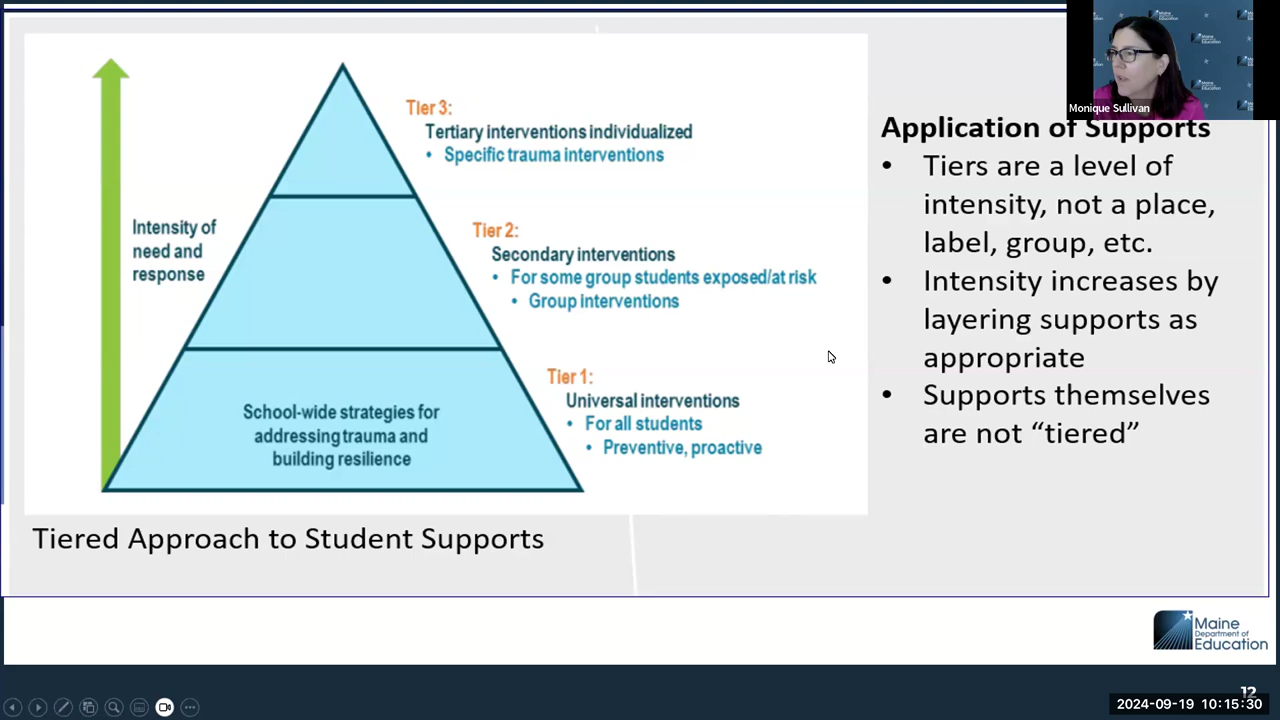 Tier 3:
Tertiary interventions individualized
• Specific trauma interventions
Intensity of
need and
response
Tier 2:
Secondary interventions
• For some group students exposed/at risk
• Group interventions
Tier 1:
Universal interventions
• For all students
• Preventive, proactive
School-wide strategies for
addressing trauma and
building resilience
Tiered Approach to Student Supports
Maine
Department of
Education
Monique Sullivan
Application of Supports
• Tiers are a level of
intensity, not a place,
label, group, etc.
• Intensity increases by
layering supports as
appropriate
• Supports themselves
are not “tiered”
Maine
Department of
Education
12
2024-09-19 10:15:30